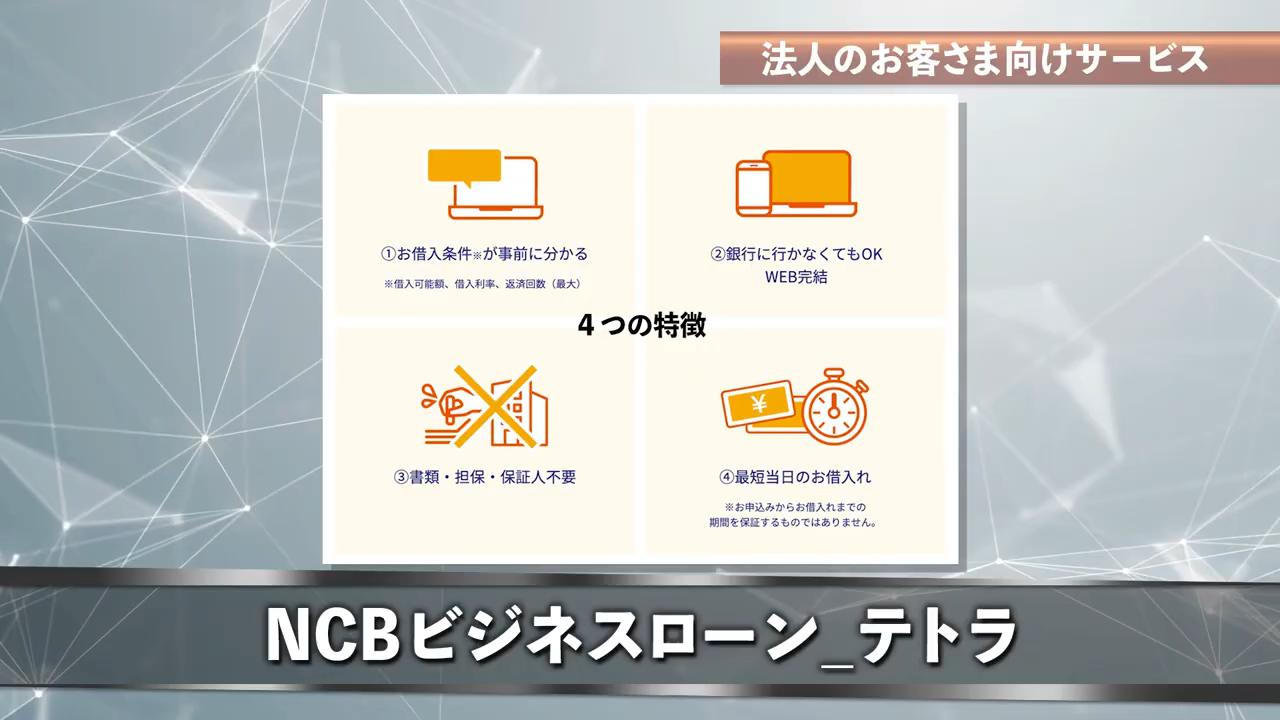 法人のお客さま向けサービス
①お借入条件※が事前に分かる
※借入可能額、借入利率、返済回数（最大）
②銀行に行かなくてもOK
WEB完結
4つの特徴
③書類・担保・保証人不要
¥
④最短当日のお借入れ
※お申込みからお借入れまでの
期間を保証するものではありません。
NCBビジネスローン_テトラ